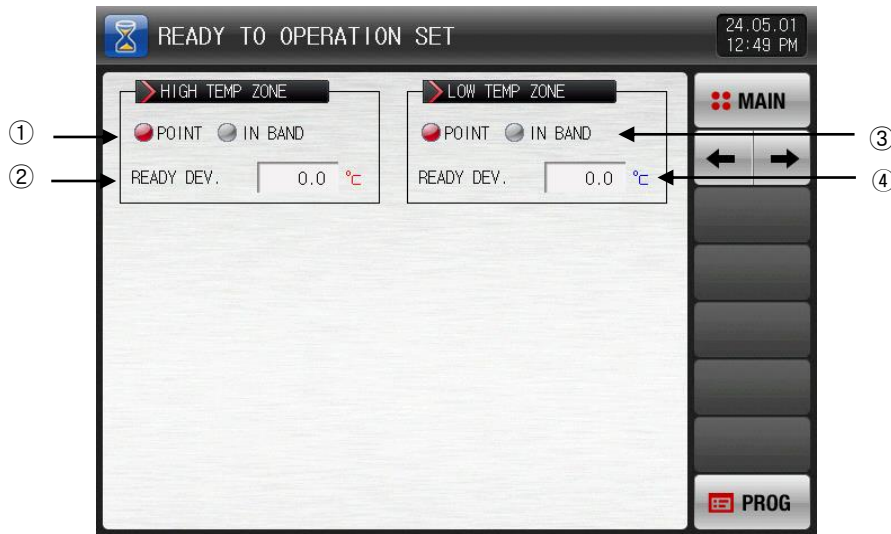 READY TO OPERATION SET
24.05.01
12:49 PM
HIGH TEMP ZONE
LOW TEMP ZONE
MAIN
① POINT IN BAND
POINT IN BAND ③
② READY DEV. 0.0 ℃
READY DEV. 0.0 ℃ ④
PROG